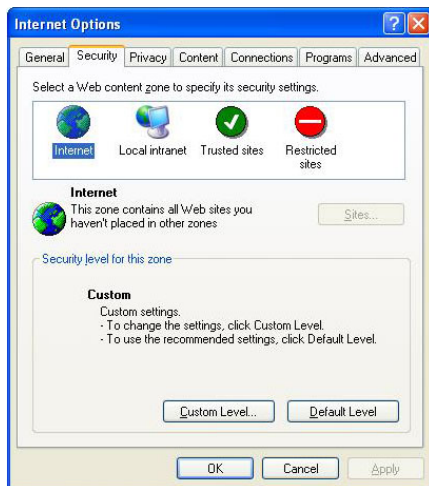 Internet Options
General Security Privacy Content Connections Programs Advanced
Select a Web content zone to specify its security settings.
Internet Local intranet Trusted sites Restricted sites
Internet
This zone contains all Web sites you
haven't placed in other zones
Sites...
Security level for this zone
Custom
Custom settings.
- To change the settings, click Custom Level.
- To use the recommended settings, click Default Level.
Custom Level... Default Level
OK Cancel Apply